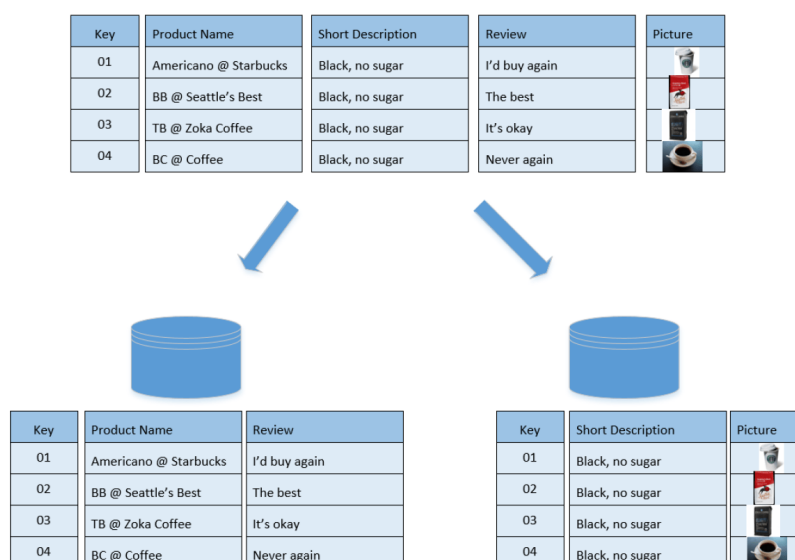 Key Product Name Short Description Review Picture
01 Americano @ Starbucks Black, no sugar I'd buy again
02 BB @ Seattle's Best Black, no sugar The best
03 TB @ Zoka Coffee Black, no sugar It's okay
04 BC @ Coffee Black, no sugar Never again
Key Product Name Review
01 Americano @ Starbucks I'd buy again
02 BB @ Seattle's Best The best
03 TB @ Zoka Coffee It's okay
04 BC @ Coffee Never again
Key Short Description Picture
01 Black, no sugar
02 Black, no sugar
03 Black, no sugar
04 Black, no sugar